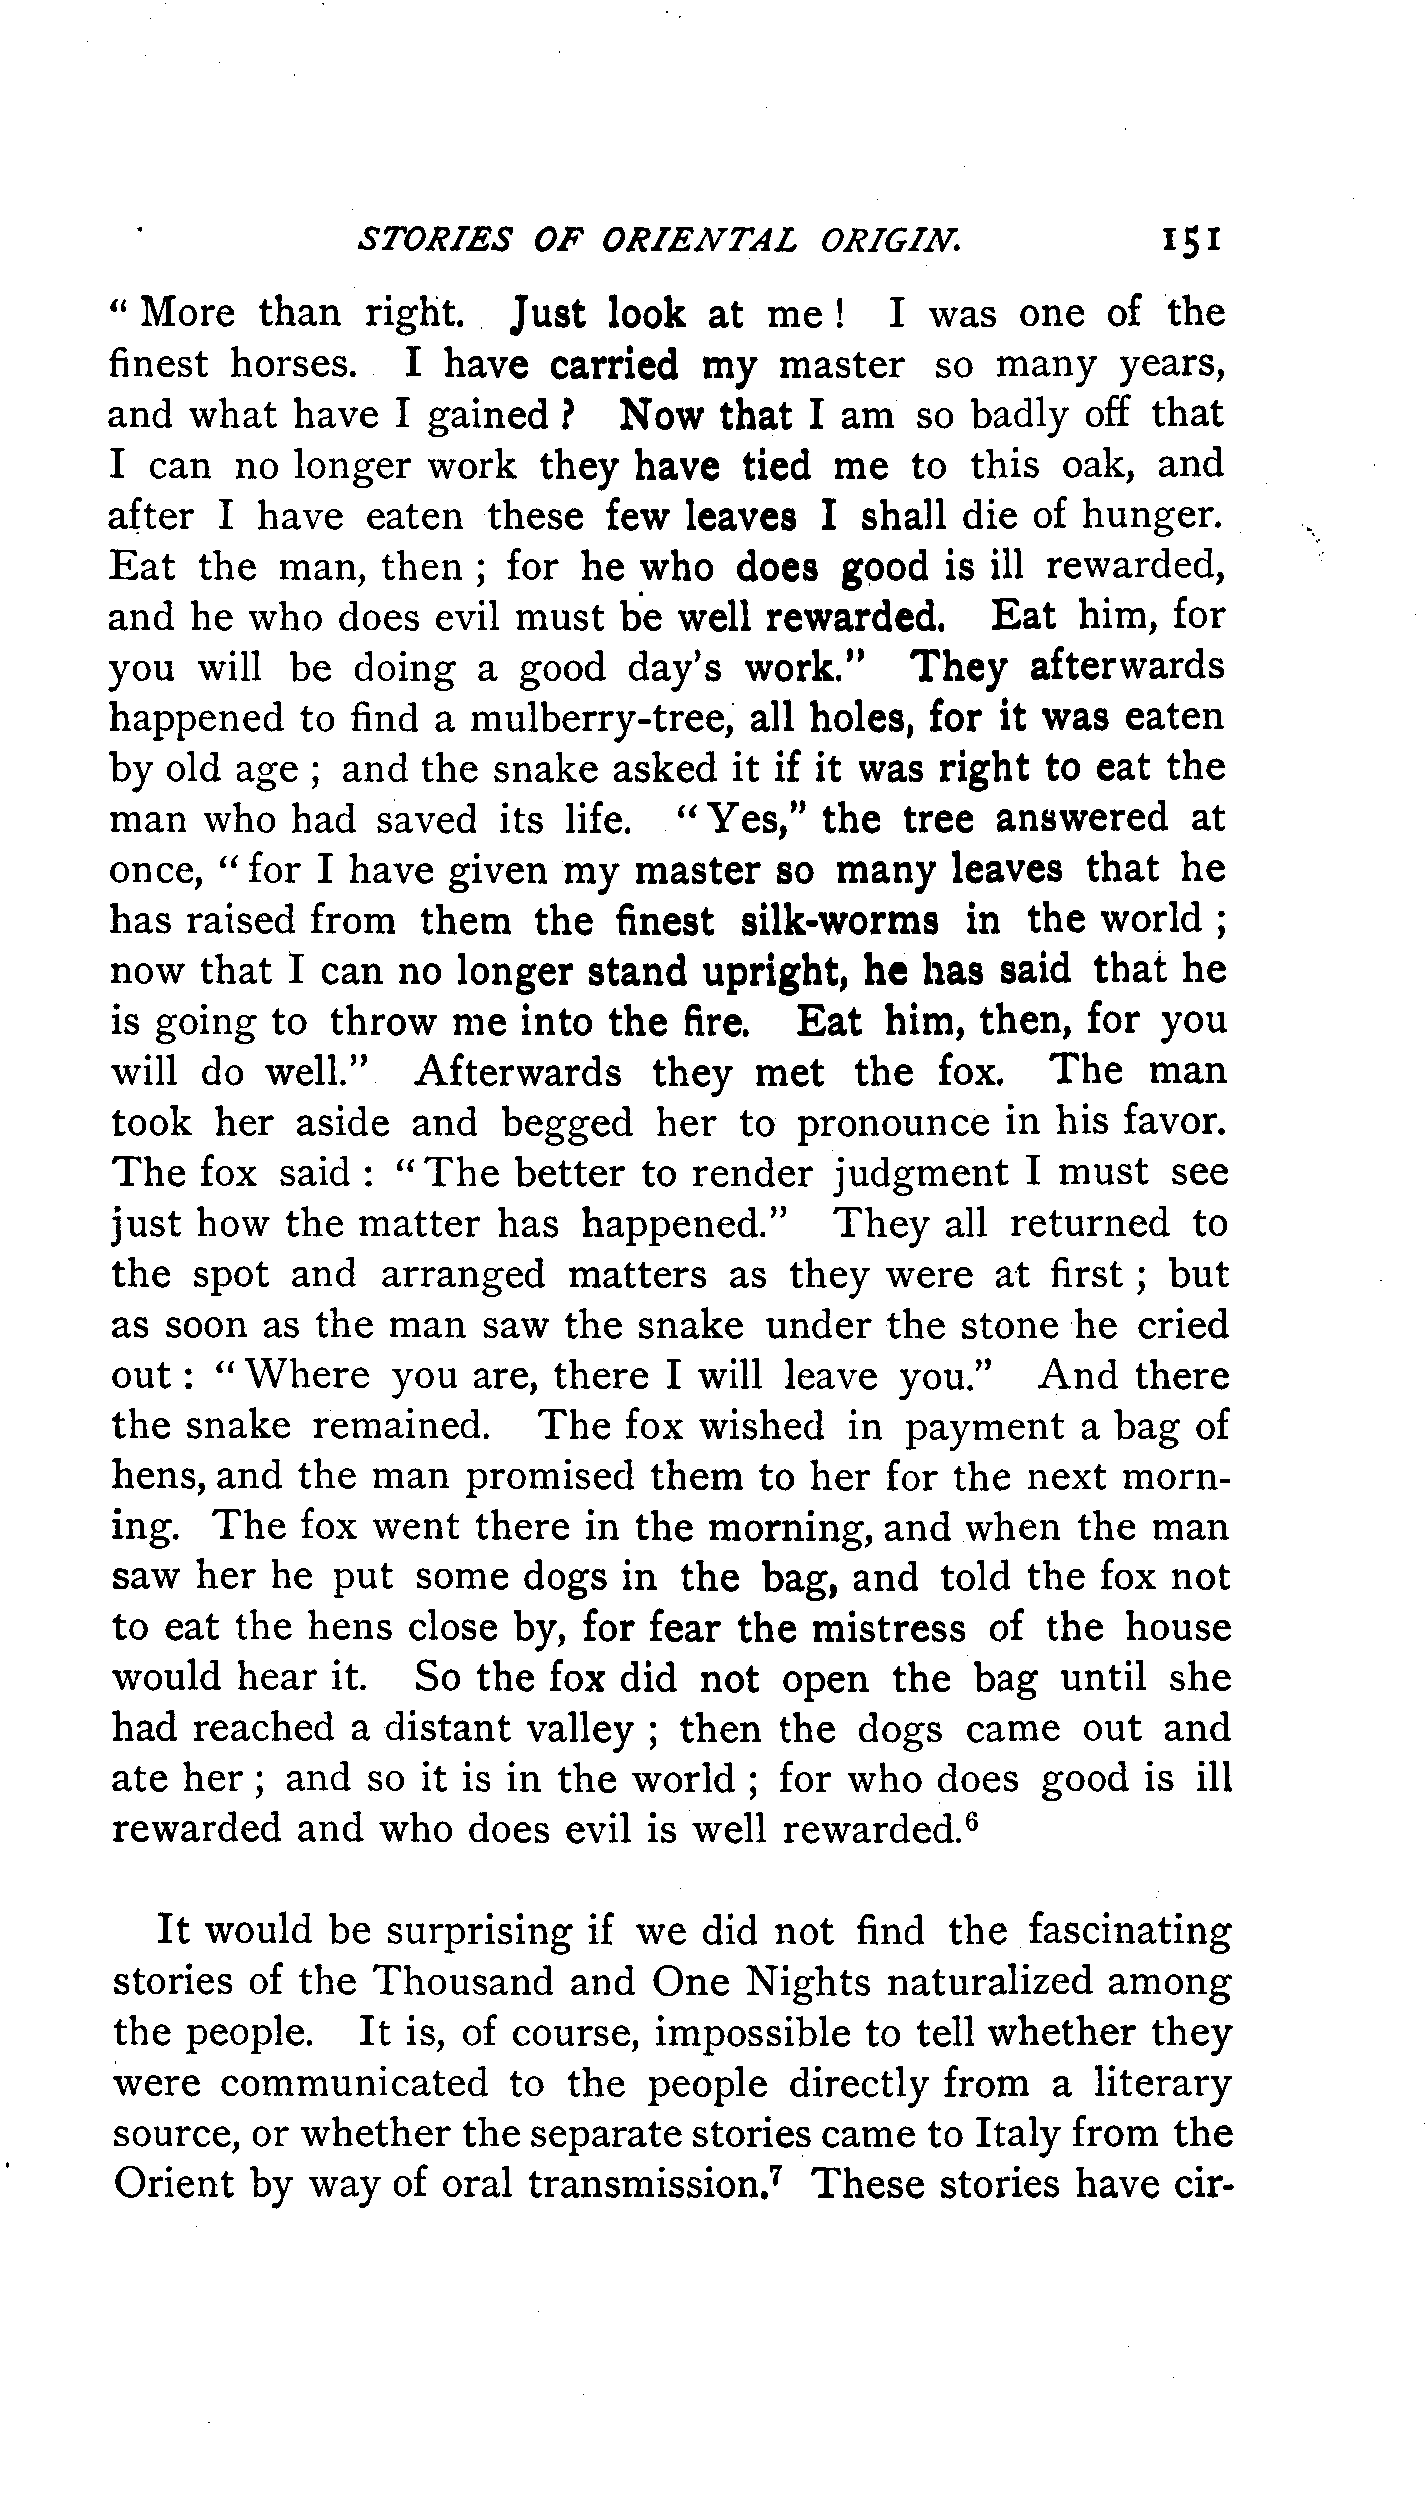 STORIES OF ORIENTAL ORIGIN. 151
“ More than right. Just look at me ! I was one of the
finest horses. I have carried my master so many years,
and what have I gained ? Now that I am so badly off that
I can no longer work they have tied me to this oak, and
after I have eaten these few leaves I shall die of hunger.
Eat the man, then ; for he who does good is ill rewarded,
and he who does evil must be well rewarded. Eat him, for
you will be doing a good day's work.” They afterwards
happened to find a mulberry-tree, all holes, for it was eaten
by old age ; and the snake asked it if it was right to eat the
man who had saved its life. “ Yes,” the tree answered at
once, “ for I have given my master so many leaves that he
has raised from them the finest silk-worms in the world ;
now that I can no longer stand upright, he has said that he
is going to throw me into the fire. Eat him, then, for you
will do well.” Afterwards they met the fox. The man
took her aside and begged her to pronounce in his favor.
The fox said : “ The better to render judgment I must see
just how the matter has happened.” They all returned to
the spot and arranged matters as they were at first ; but
as soon as the man saw the snake under the stone he cried
out : “ Where you are, there I will leave you.” And there
the snake remained. The fox wished in payment a bag of
hens, and the man promised them to her for the next morn-
ing. The fox went there in the morning, and when the man
saw her he put some dogs in the bag, and told the fox not
to eat the hens close by, for fear the mistress of the house
would hear it. So the fox did not open the bag until she
had reached a distant valley ; then the dogs came out and
ate her ; and so it is in the world ; for who does good is ill
rewarded and who does evil is well rewarded.⁶
It would be surprising if we did not find the fascinating
stories of the Thousand and One Nights naturalized among
the people. It is, of course, impossible to tell whether they
were communicated to the people directly from a literary
source, or whether the separate stories came to Italy from the
Orient by way of oral transmission.⁷ These stories have cir-